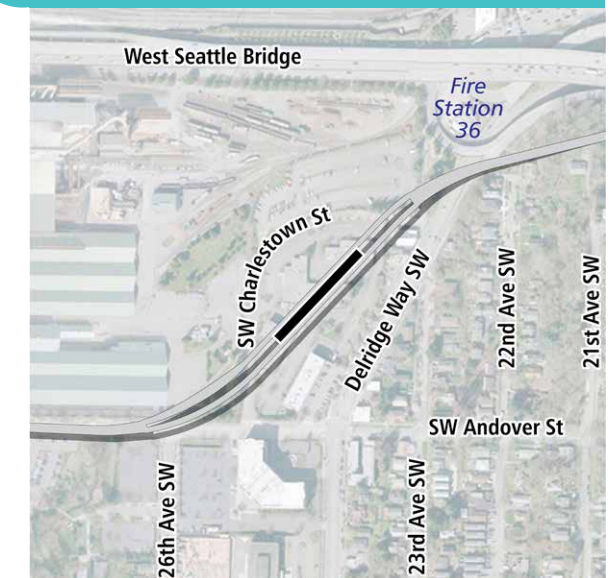 West Seattle Bridge
Fire
Station
36
SW Charlestown St
Delridge Way SW
22nd Ave SW
21st Ave SW
SW Andover St
26th Ave SW
23rd Ave SW